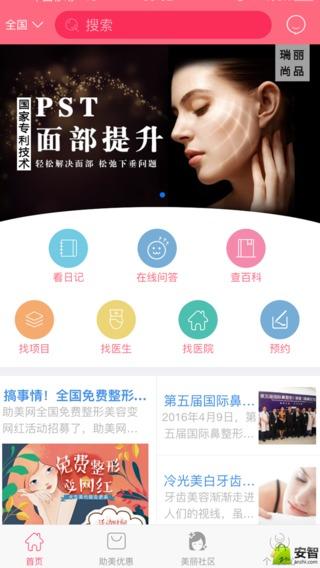 全国
搜索
瑞丽
尚品
国家专利技术
PST
面部提升
轻松解决面部 松弛下垂问题
看日记
在线问答
查百科
找项目
找医生
找医院
预约
搞事情！全国免费整形...
助美网全国免费整形美容变
网红活动招募了，助美网...
免费整形
变网红
第五届国际鼻...
2016年4月9日，第
五届国际鼻整形...
冷光美白牙齿...
牙齿美容渐渐走进
人们的生活，越...
首页
助美优惠
美丽社区
个
安智
anzhi.com